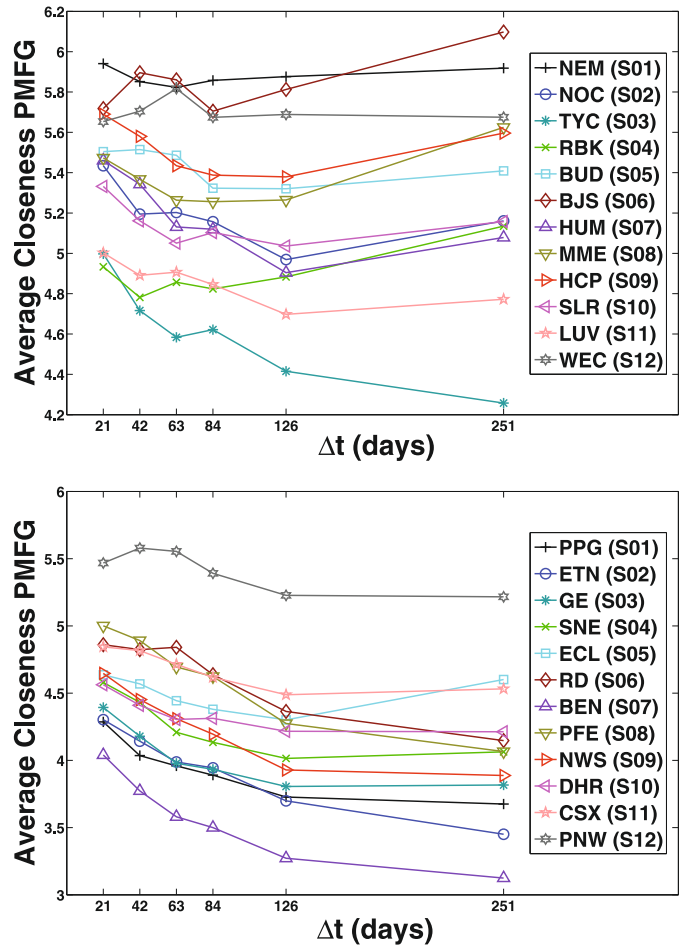 6.2
6
5.8
5.6
5.4
5.2
5
4.8
4.6
4.4
4.2
Average Closeness PMFG
21 42 63 84 126 251
Δt (days)
NEM (S01)
NOC (S02)
TYC (S03)
RBK (S04)
BUD (S05)
BJS (S06)
HUM (S07)
MME (S08)
HCP (S09)
SLR (S10)
LUV (S11)
WEC (S12)
6
5.5
5
4.5
4
3.5
3
Average Closeness PMFG
21 42 63 84 126 251
Δt (days)
PPG (S01)
ETN (S02)
GE (S03)
SNE (S04)
ECL (S05)
RD (S06)
BEN (S07)
PFE (S08)
NWS (S09)
DHR (S10)
CSX (S11)
PNW (S12)